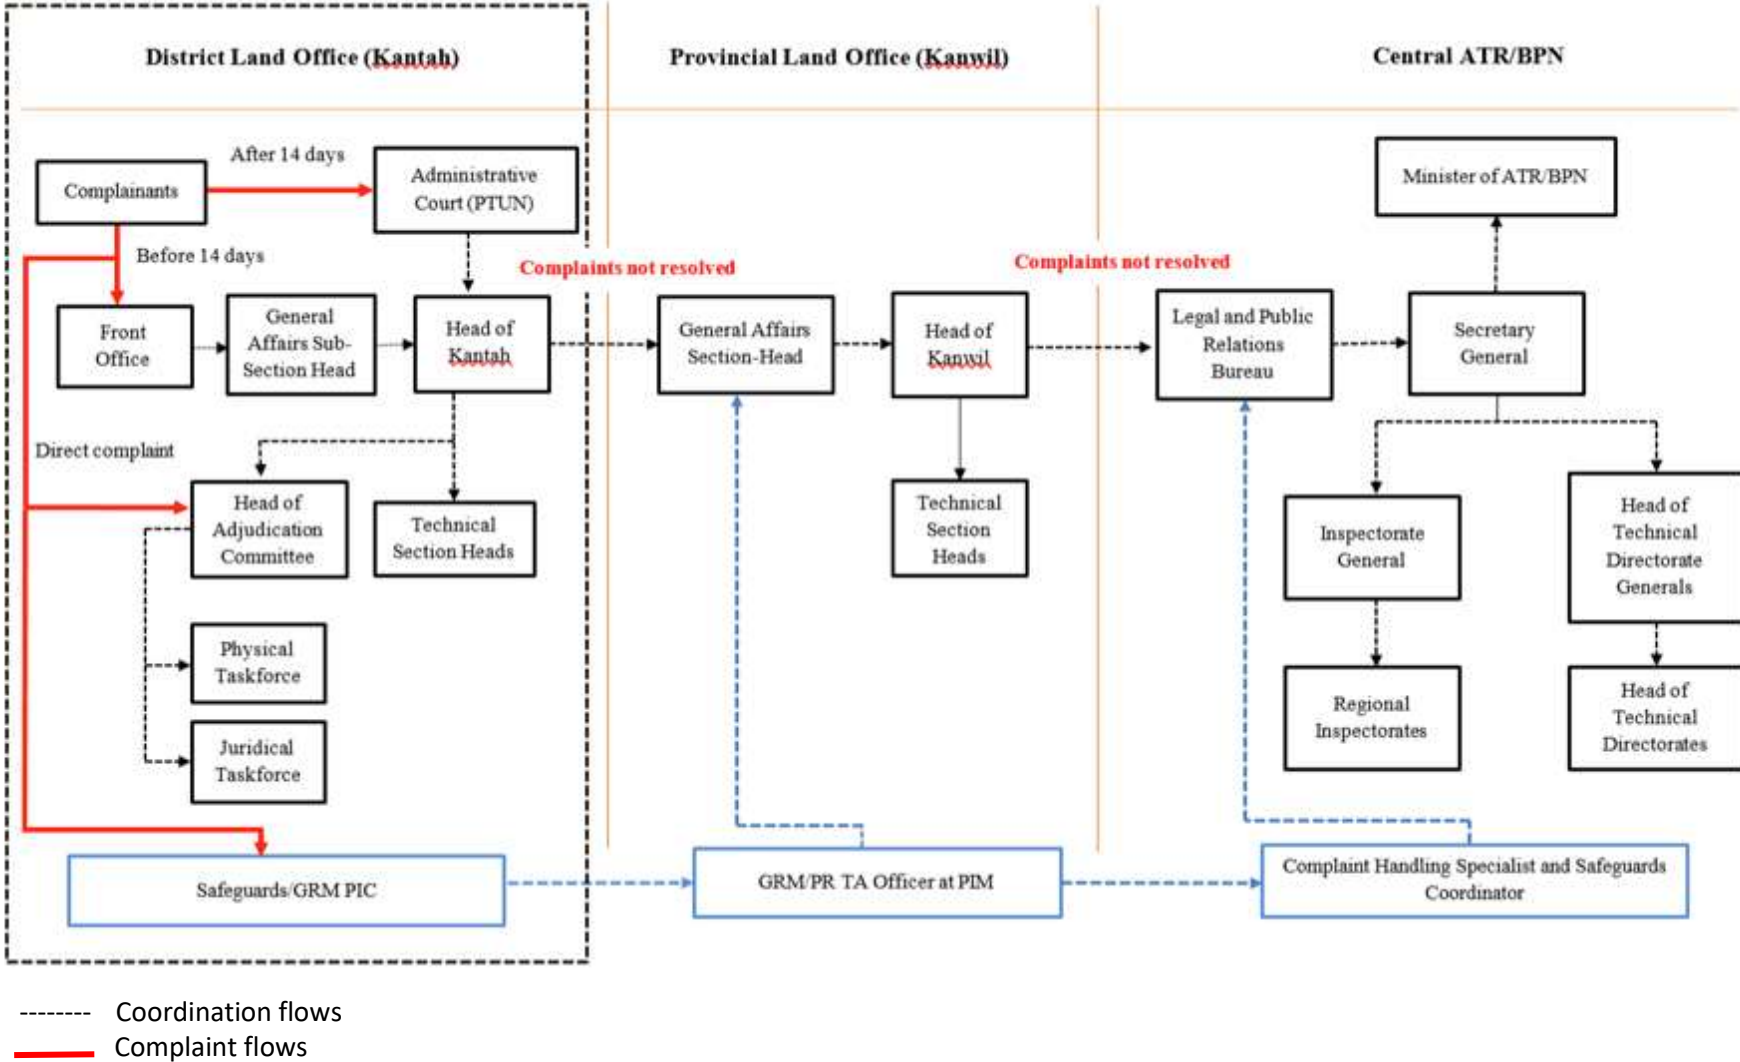 District Land Office (Kantah)
Provincial Land Office (Kanwil)
Central ATR/BPN
Complainants
After 14 days
Administrative
Court (PTUN)
Before 14 days
Front
Office
General
Affairs Sub-
Section Head
Head of
Kantah
Direct complaint
Head of
Adjudication
Committee
Technical
Section Heads
Physical
Taskforce
Juridical
Taskforce
Safeguards/GRM PIC
Complaints not resolved
General Affairs
Section-Head
Head of
Kanwil
Technical
Section
Heads
GRM/PR TA Officer at PIM
Complaints not resolved
Minister of ATR/BPN
Legal and Public
Relations
Bureau
Secretary
General
Inspectorate
General
Head of
Technical
Directorate
Generals
Regional
Inspectorates
Head of
Technical
Directorates
Complaint Handling Specialist and Safeguards
Coordinator
Coordination flows
Complaint flows